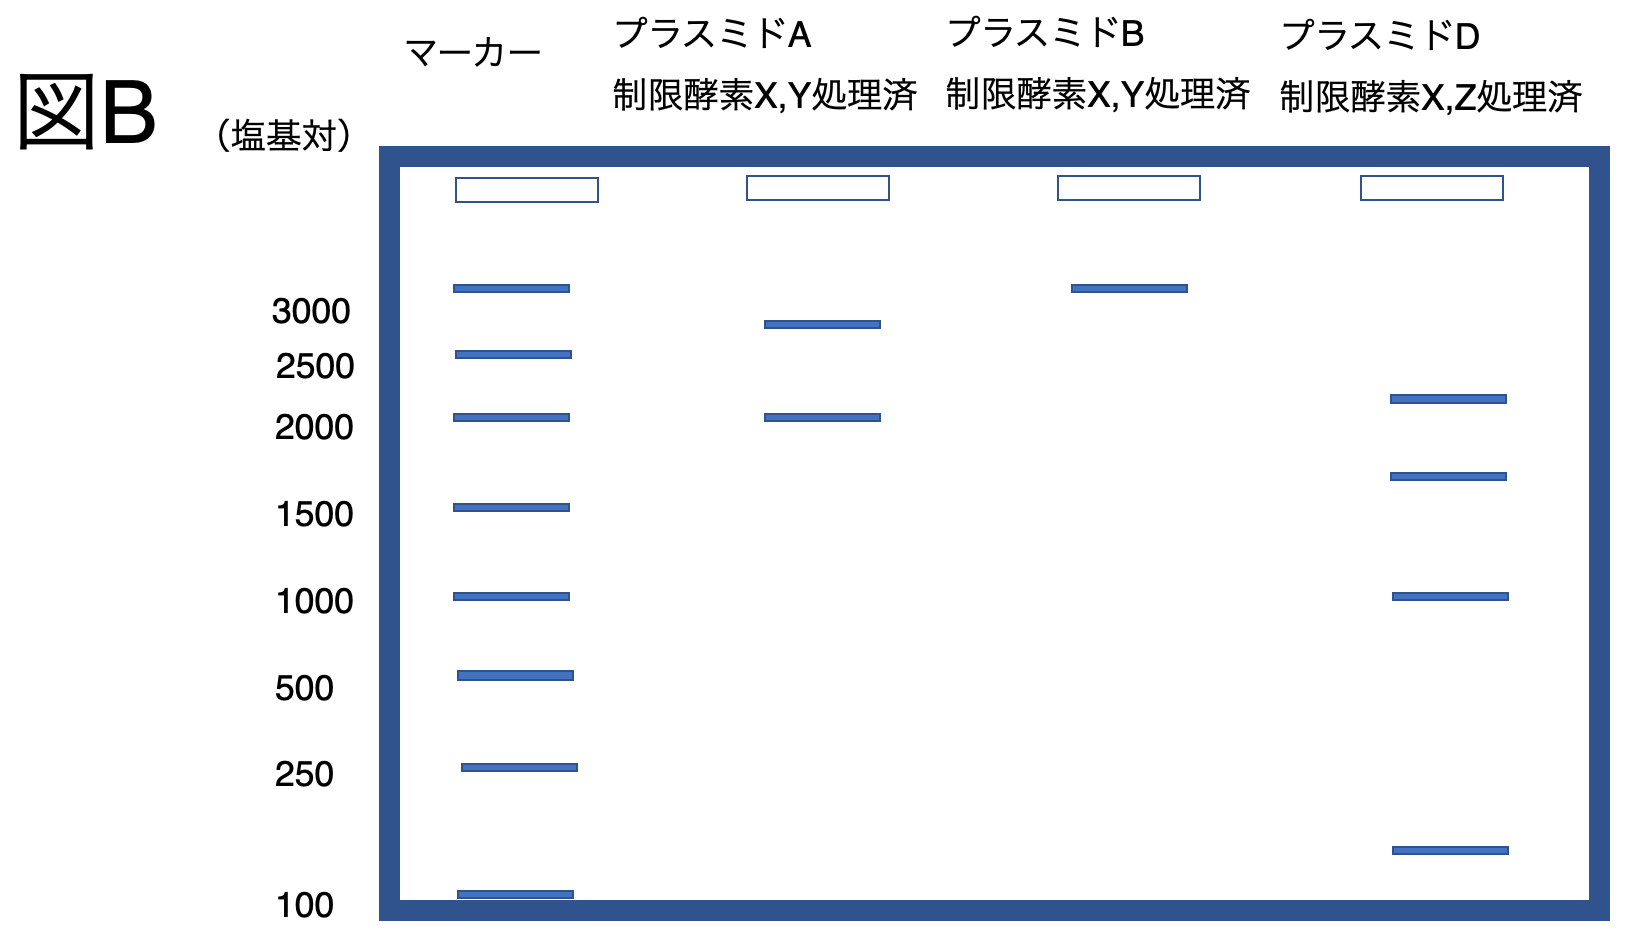 図B
（塩基対）
マーカー
プラスミドA
制限酵素X,Y処理済
プラスミドB
制限酵素X,Y処理済
プラスミドD
制限酵素X,Z処理済
3000
2500
2000
1500
1000
500
250
100